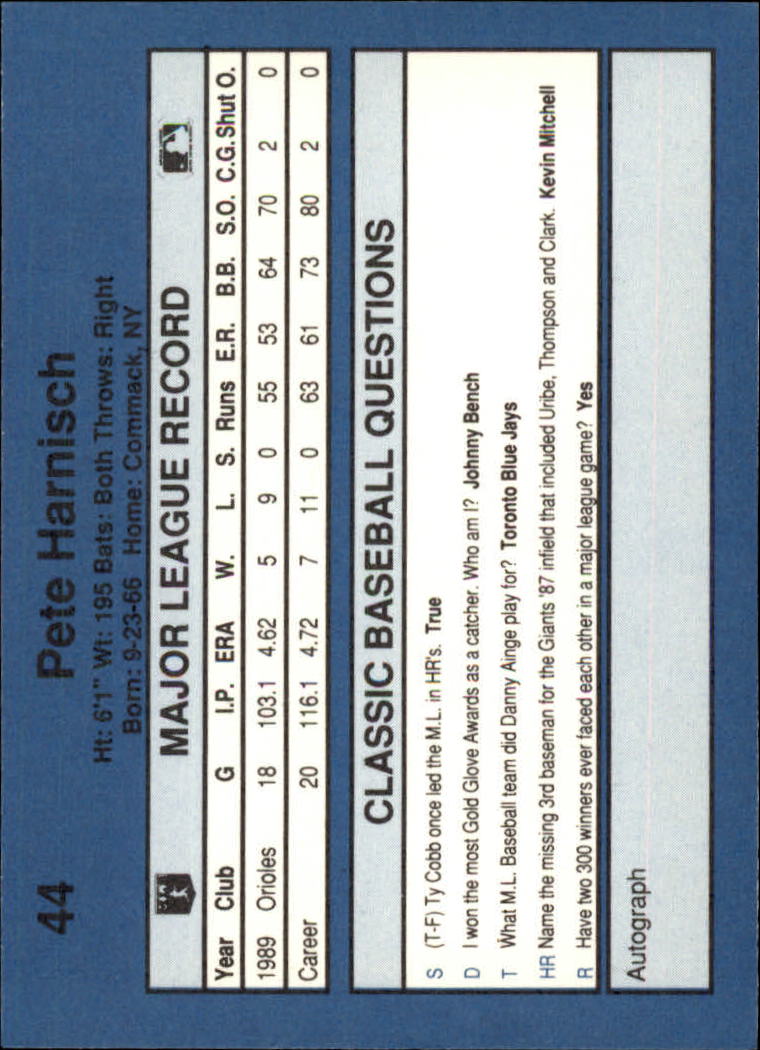 44 Pete Harnisch
Ht: 6'1" Wt: 195 Bats: Both Throws: Right
Born: 9-23-66 Home: Commack, NY
MAJOR LEAGUE RECORD
Year Club G I.P. ERA W. L. S. Runs E.R. B.B. S.O. C.G. Shut O.
1989 Orioles 18 103.1 4.62 5 9 0 55 53 64 70 2 0
Career 20 116.1 4.72 7 11 0 63 61 73 80 2 0
CLASSIC BASEBALL QUESTIONS
S (T-F) Ty Cobb once led the M.L. in HR's. True
D I won the most Gold Glove Awards as a catcher. Who am I? Johnny Bench
T What M.L. Baseball team did Danny Ainge play for? Toronto Blue Jays
HR Name the missing 3rd baseman for the Giants '87 infield that included Uribe, Thompson and Clark. Kevin Mitchell
R Have two 300 winners ever faced each other in a major league game? Yes
Autograph